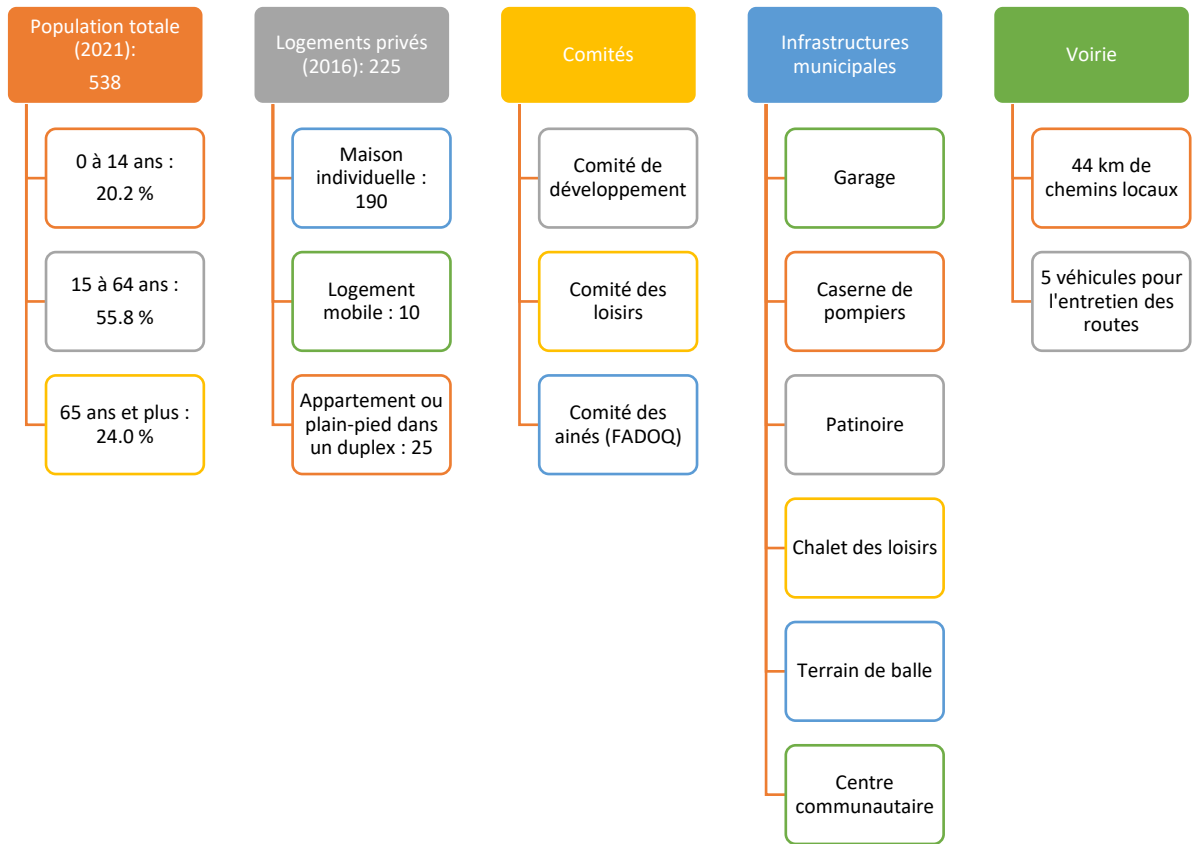 Population totale
(2021):
538
0 à 14 ans :
20.2 %
15 à 64 ans :
55.8 %
65 ans et plus :
24.0 %
Logements privés
(2016): 225
Maison
individuelle :
190
Logement
mobile : 10
Appartement ou
plain-pied dans
un duplex : 25
Comités
Comité de
développement
Comité des
loisirs
Comité des
ainés (FADOQ)
Infrastructures
municipales
Garage
Caserne de
pompiers
Patinoire
Chalet des loisirs
Terrain de balle
Centre
communautaire
Voirie
44 km de
chemins locaux
5 véhicules pour
l'entretien des
routes